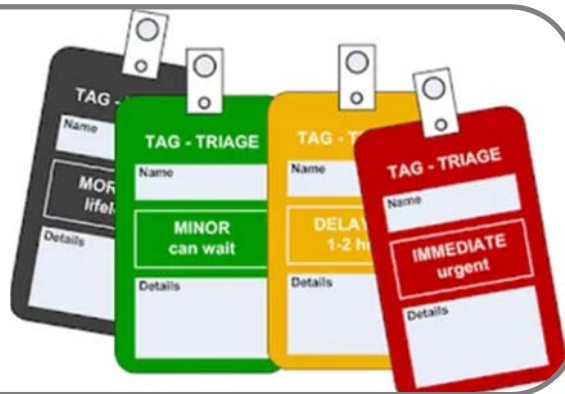 TAG -
Name
MOR
lifel
Details
TAG - TRIAGE
Name
MINOR
can wait
Details
TAG - T
Name
DELAY
1-2 h
Details
TAG - TRIAGE
Name
IMMEDIATE
urgent
Details